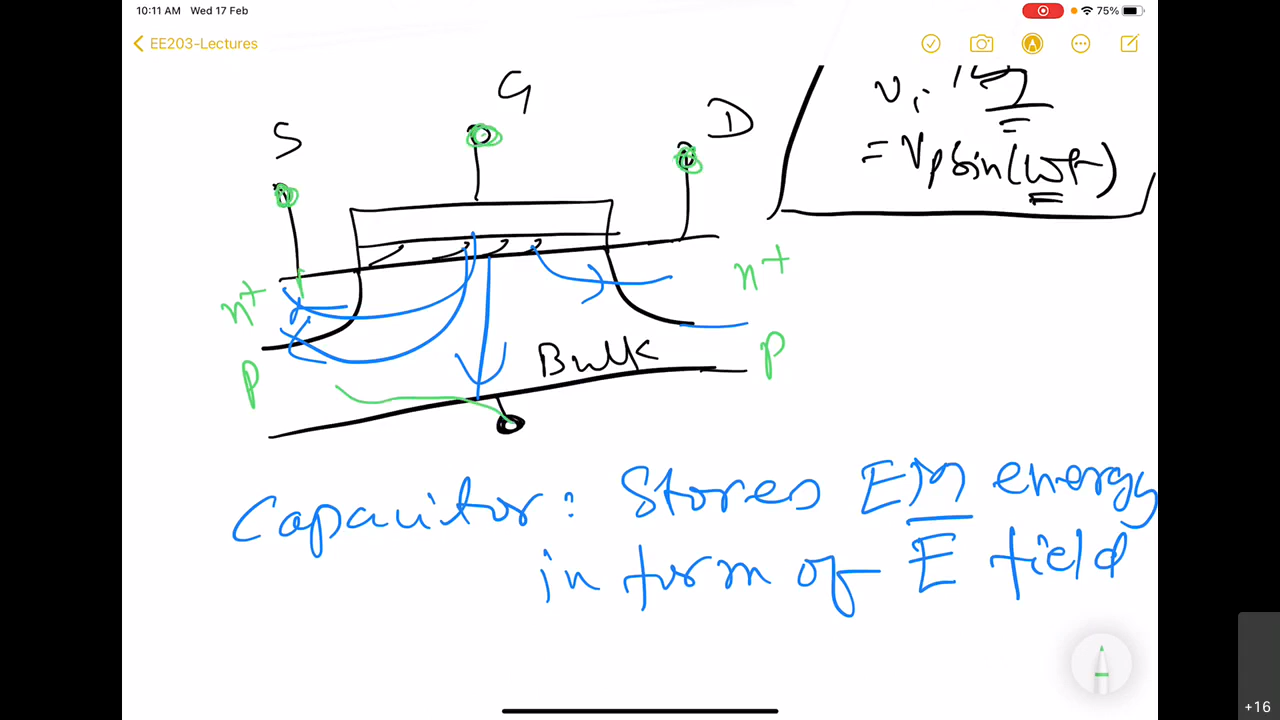 10:11 AM Wed 17 Feb
75%
EE203-Lectures
G
S
D
= Vp sin(wt)
n+
n+
p
p
Bulk
Capacitor: Stores EM energy
in form of E field
+16